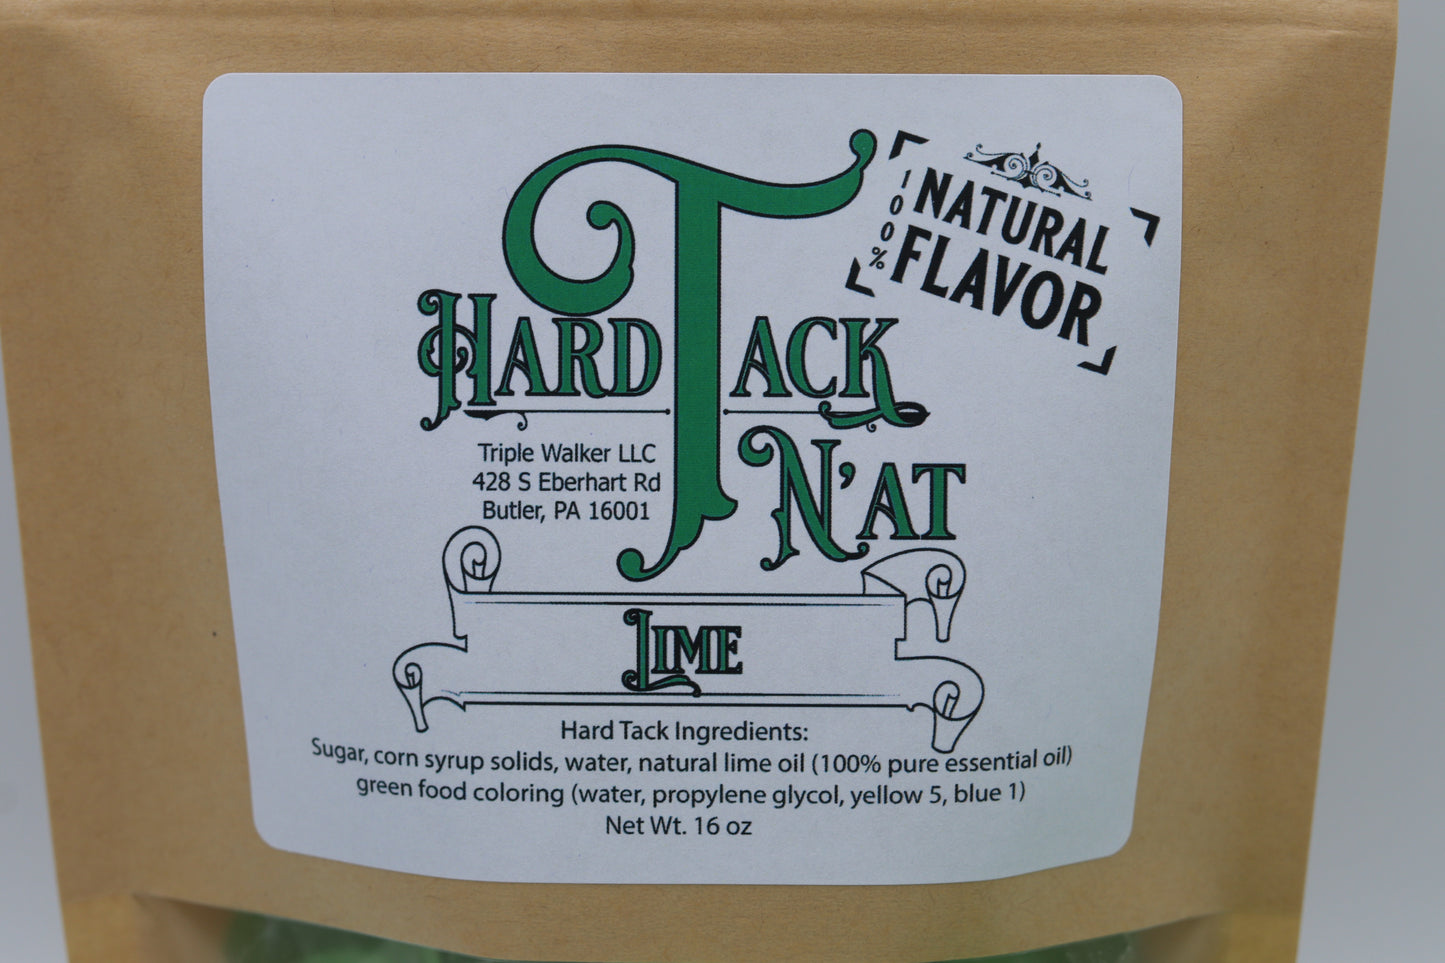 HARD TACK
N'AT
100%
NATURAL
FLAVOR
Triple Walker LLC
428 S Eberhart Rd
Butler, PA 16001
LIME
Hard Tack Ingredients:
Sugar, corn syrup solids, water, natural lime oil (100% pure essential oil)
green food coloring (water, propylene glycol, yellow 5, blue 1)
Net Wt. 16 oz